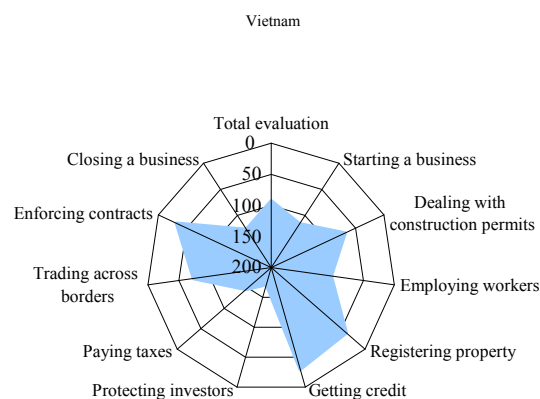 Vietnam
Total evaluation
0
50
100
150
200
Starting a business
Dealing with
construction permits
Employing workers
Registering property
Getting credit
Protecting investors
Paying taxes
Trading across
borders
Enforcing contracts
Closing a business